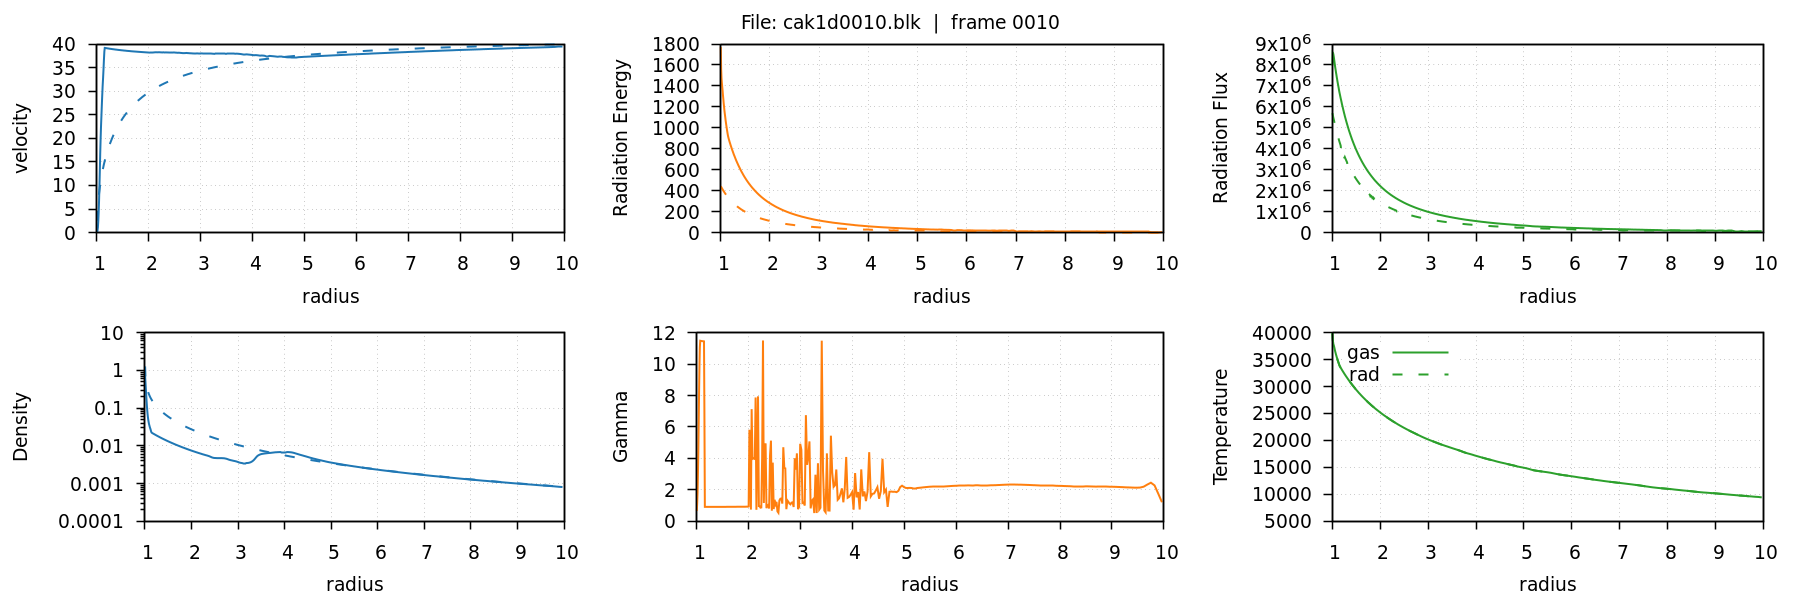 File: cak1d0010.blk | frame 0010
velocity
40
35
30
25
20
15
10
5
0
1 2 3 4 5 6 7 8 9 10
radius
Radiation Energy
1800
1600
1400
1200
1000
800
600
400
200
0
1 2 3 4 5 6 7 8 9 10
radius
Radiation Flux
9x10⁶
8x10⁶
7x10⁶
6x10⁶
5x10⁶
4x10⁶
3x10⁶
2x10⁶
1x10⁶
0
1 2 3 4 5 6 7 8 9 10
radius
Density
10
1
0.1
0.01
0.001
0.0001
1 2 3 4 5 6 7 8 9 10
radius
Gamma
12
10
8
6
4
2
0
1 2 3 4 5 6 7 8 9 10
radius
Temperature
40000
35000
30000
25000
20000
15000
10000
5000
gas
rad
1 2 3 4 5 6 7 8 9 10
radius